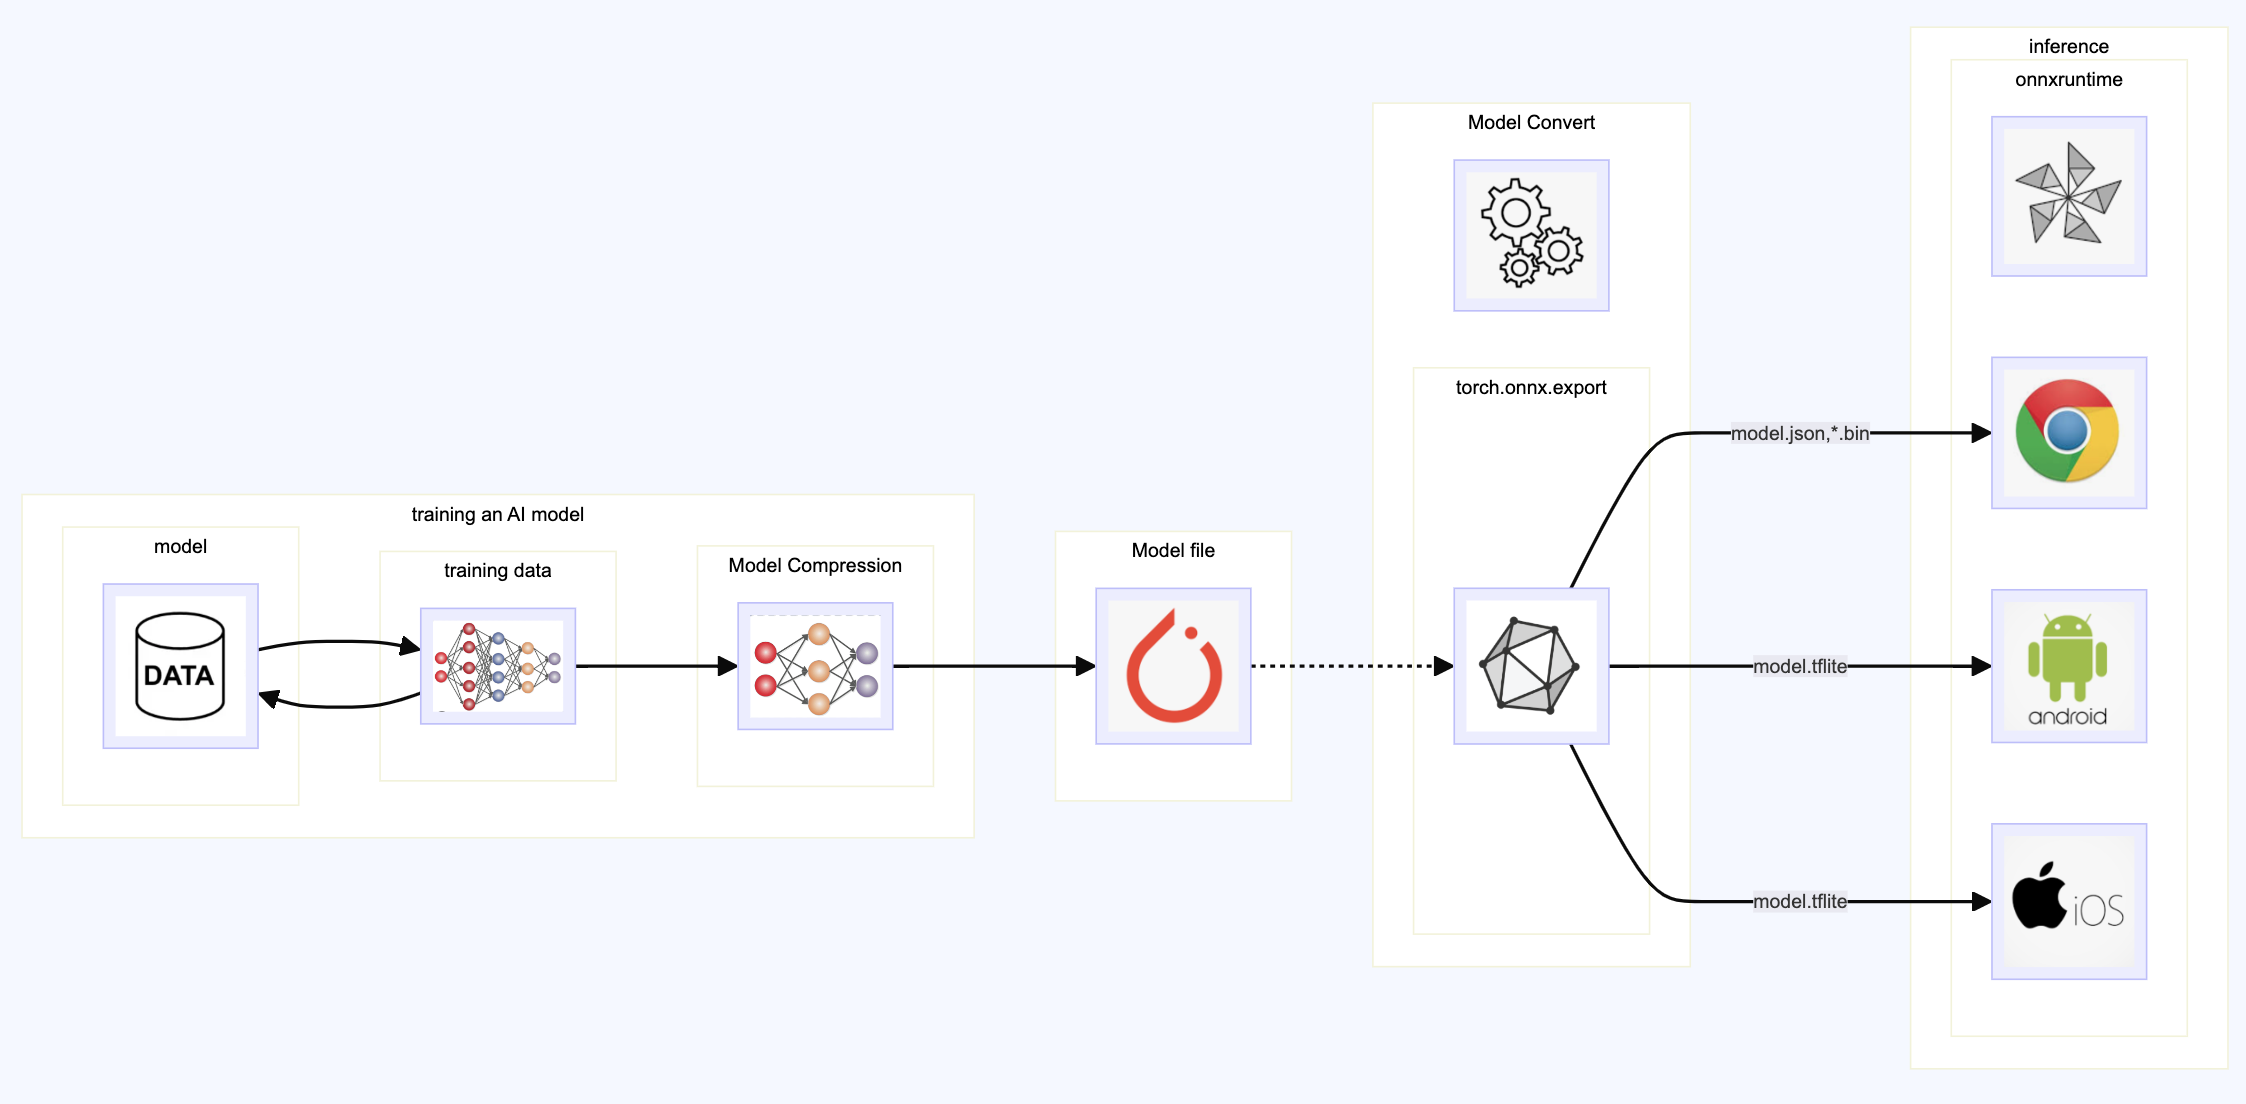 training an AI model
model
DATA
training data
Model Compression
Model file
Model Convert
torch.onnx.export
model.json,*.bin
model.tflite
model.tflite
inference
onnxruntime
android
iOS